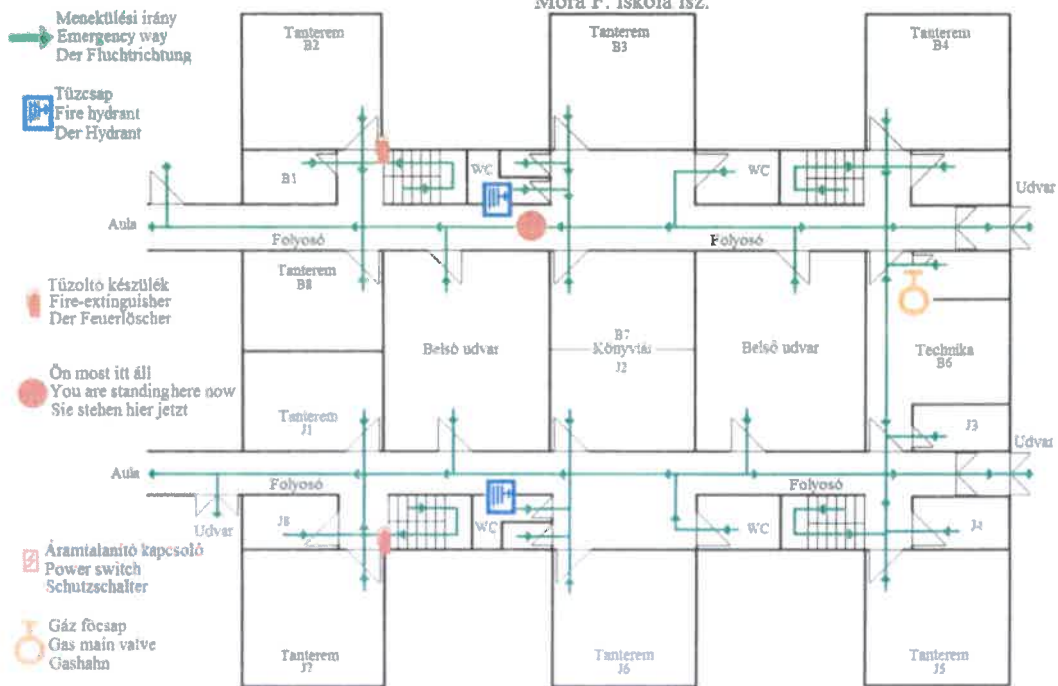 Móra F. Iskola fsz.
Menekülési irány
Emergency way
Der Fluchtrichtung
Tűzcsap
Fire hydrant
Der Hydrant
Tanterem
B2
Tanterem
B3
Tanterem
B4
B1
WC
WC
Udvar
Aula
Folyosó
Folyosó
Tűzoltó készülék
Fire-extinguisher
Der Feuerlöscher
Tanterem
B8
Belső udvar
B7
Könyvtár
J2
Belső udvar
Technika
B6
Ön most itt áll
You are standinghere now
Sie stehen hier jetzt
Tanterem
J1
J3
Udvar
Aula
Folyosó
Folyosó
Udvar
J8
WC
WC
J4
Áramtalanító kapcsoló
Power switch
Schutzschalter
Gáz főcsap
Gas main valve
Gashahn
Tanterem
J7
Tanterem
J6
Tanterem
J5